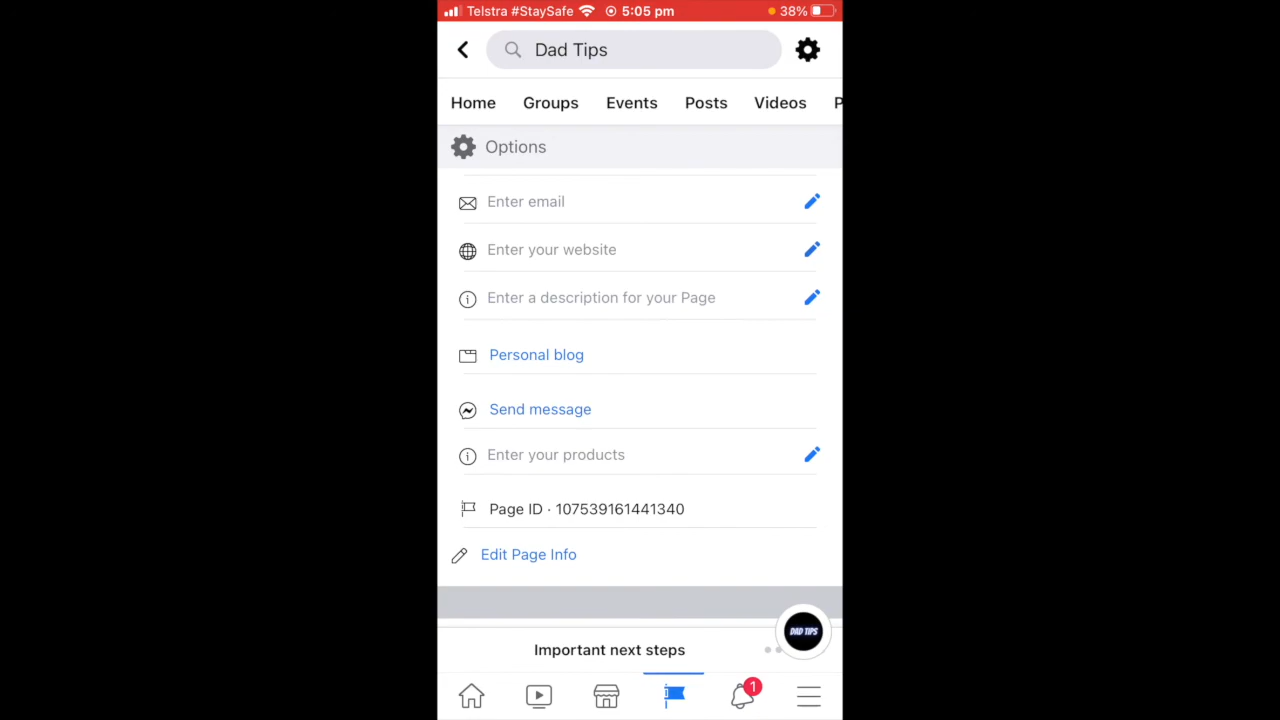 Telstra #StaySafe 5:05 pm 38%
Dad Tips
Home Groups Events Posts Videos P
Options
Enter email
Enter your website
Enter a description for your Page
Personal blog
Send message
Enter your products
Page ID · 107539161441340
Edit Page Info
DAD TIPS
Important next steps
1